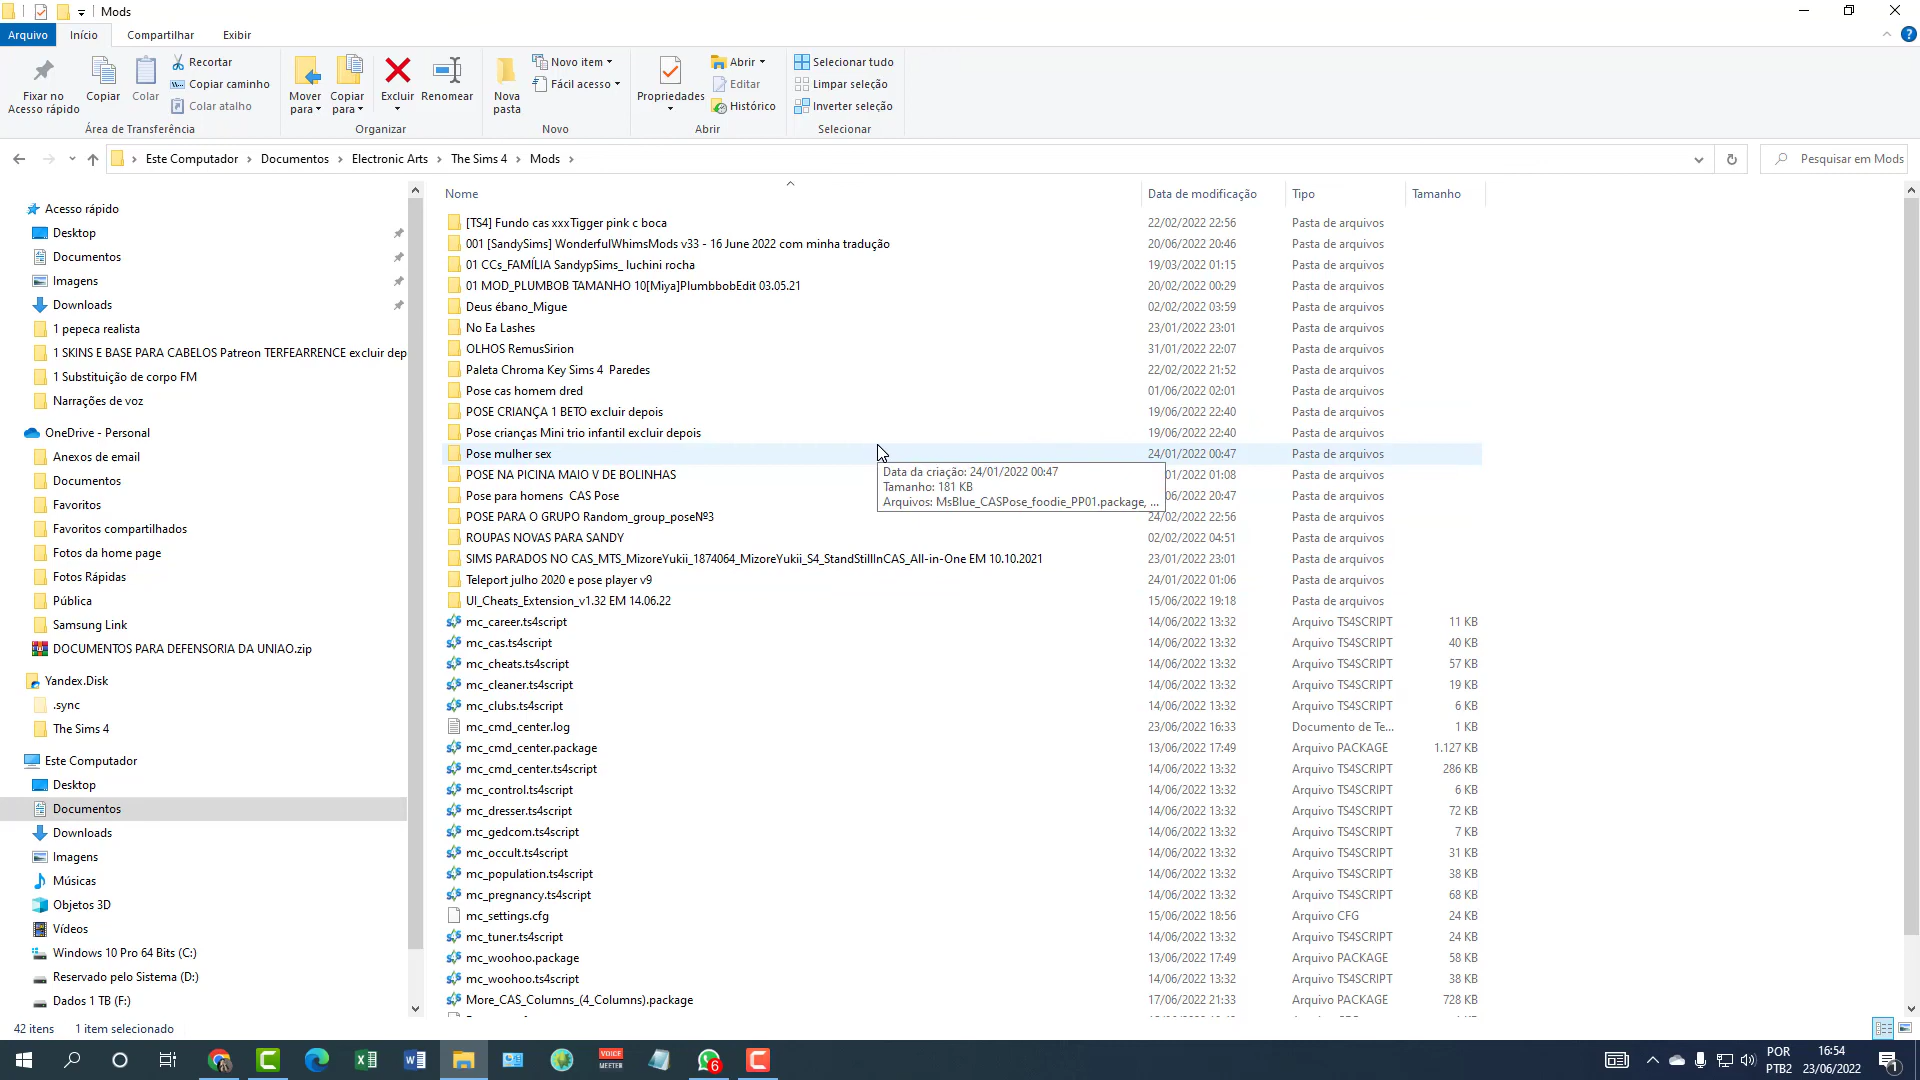 Mods
Arquivo Início Compartilhar Exibir
Fixar no Acesso rápido
Copiar
Colar
Recortar
Copiar caminho
Colar atalho
Área de Transferência
Mover para
Copiar para
Excluir
Renomear
Organizar
Nova pasta
Novo item
Fácil acesso
Novo
Propriedades
Abrir
Editar
Histórico
Abrir
Selecionar tudo
Limpar seleção
Inverter seleção
Selecionar
Este Computador Documentos Electronic Arts The Sims 4 Mods
Pesquisar em Mods
Acesso rápido
Desktop
Documentos
Imagens
Downloads
1 pepeca realista
1 SKINS E BASE PARA CABELOS Patreon TERFEARRENCE excluir dep
1 Substituição de corpo FM
Narrações de voz
OneDrive - Personal
Anexos de email
Documentos
Favoritos
Favoritos compartilhados
Fotos da home page
Fotos Rápidas
Pública
Samsung Link
DOCUMENTOS PARA DEFENSORIA DA UNIAO.zip
Yandex.Disk
.sync
The Sims 4
Este Computador
Desktop
Documentos
Downloads
Imagens
Músicas
Objetos 3D
Vídeos
Windows 10 Pro 64 Bits (C:)
Reservado pelo Sistema (D:)
Dados 1 TB (F:)
Nome Data de modificação Tipo Tamanho
[TS4] Fundo cas xxxTigger pink c boca 22/02/2022 22:56 Pasta de arquivos
001 [SandySims] WonderfulWhimsMods v33 - 16 June 2022 com minha tradução 20/06/2022 20:46 Pasta de arquivos
01 CCs_FAMÍLIA SandypSims_ luchini rocha 19/03/2022 01:15 Pasta de arquivos
01 MOD_PLUMBOB TAMANHO 10[Miya]PlumbbobEdit 03.05.21 20/02/2022 00:29 Pasta de arquivos
Deus ébano_Migue 02/02/2022 03:59 Pasta de arquivos
No Ea Lashes 23/01/2022 23:01 Pasta de arquivos
OLHOS RemusSirion 31/01/2022 22:07 Pasta de arquivos
Paleta Chroma Key Sims 4 Paredes 22/02/2022 21:52 Pasta de arquivos
Pose cas homem dred 01/06/2022 02:01 Pasta de arquivos
POSE CRIANÇA 1 BETO excluir depois 19/06/2022 22:40 Pasta de arquivos
Pose crianças Mini trio infantil excluir depois 19/06/2022 22:40 Pasta de arquivos
Pose mulher sex 24/01/2022 00:47 Pasta de arquivos
POSE NA PICINA MAIO V DE BOLINHAS /01/2022 01:08 Pasta de arquivos
Pose para homens CAS Pose /06/2022 20:47 Pasta de arquivos
POSE PARA O GRUPO Random_group_poseNº3 24/02/2022 22:56 Pasta de arquivos
ROUPAS NOVAS PARA SANDY 02/02/2022 04:51 Pasta de arquivos
SIMS PARADOS NO CAS_MTS_MizoreYukii_1874064_MizoreYukii_S4_StandStillInCAS_All-in-One EM 10.10.2021 23/01/2022 23:01 Pasta de arquivos
Teleport julho 2020 e pose player v9 24/01/2022 01:06 Pasta de arquivos
UI_Cheats_Extension_v1.32 EM 14.06.22 15/06/2022 19:18 Pasta de arquivos
mc_career.ts4script 14/06/2022 13:32 Arquivo TS4SCRIPT 11 KB
mc_cas.ts4script 14/06/2022 13:32 Arquivo TS4SCRIPT 40 KB
mc_cheats.ts4script 14/06/2022 13:32 Arquivo TS4SCRIPT 57 KB
mc_cleaner.ts4script 14/06/2022 13:32 Arquivo TS4SCRIPT 19 KB
mc_clubs.ts4script 14/06/2022 13:32 Arquivo TS4SCRIPT 6 KB
mc_cmd_center.log 23/06/2022 16:33 Documento de Te... 1 KB
mc_cmd_center.package 13/06/2022 17:49 Arquivo PACKAGE 1.127 KB
mc_cmd_center.ts4script 14/06/2022 13:32 Arquivo TS4SCRIPT 286 KB
mc_control.ts4script 14/06/2022 13:32 Arquivo TS4SCRIPT 6 KB
mc_dresser.ts4script 14/06/2022 13:32 Arquivo TS4SCRIPT 72 KB
mc_gedcom.ts4script 14/06/2022 13:32 Arquivo TS4SCRIPT 7 KB
mc_occult.ts4script 14/06/2022 13:32 Arquivo TS4SCRIPT 31 KB
mc_population.ts4script 14/06/2022 13:32 Arquivo TS4SCRIPT 38 KB
mc_pregnancy.ts4script 14/06/2022 13:32 Arquivo TS4SCRIPT 68 KB
mc_settings.cfg 15/06/2022 18:56 Arquivo CFG 24 KB
mc_tuner.ts4script 14/06/2022 13:32 Arquivo TS4SCRIPT 24 KB
mc_woohoo.package 13/06/2022 17:49 Arquivo PACKAGE 58 KB
mc_woohoo.ts4script 14/06/2022 13:32 Arquivo TS4SCRIPT 38 KB
More_CAS_Columns_(4_Columns).package 17/06/2022 21:33 Arquivo PACKAGE 728 KB
Data da criação: 24/01/2022 00:47
Tamanho: 181 KB
Arquivos: MsBlue_CASPose_foodie_PP01.package, ...
42 itens 1 item selecionado
VOICE MEETER
6
POR
PTB2
16:54
23/06/2022
1